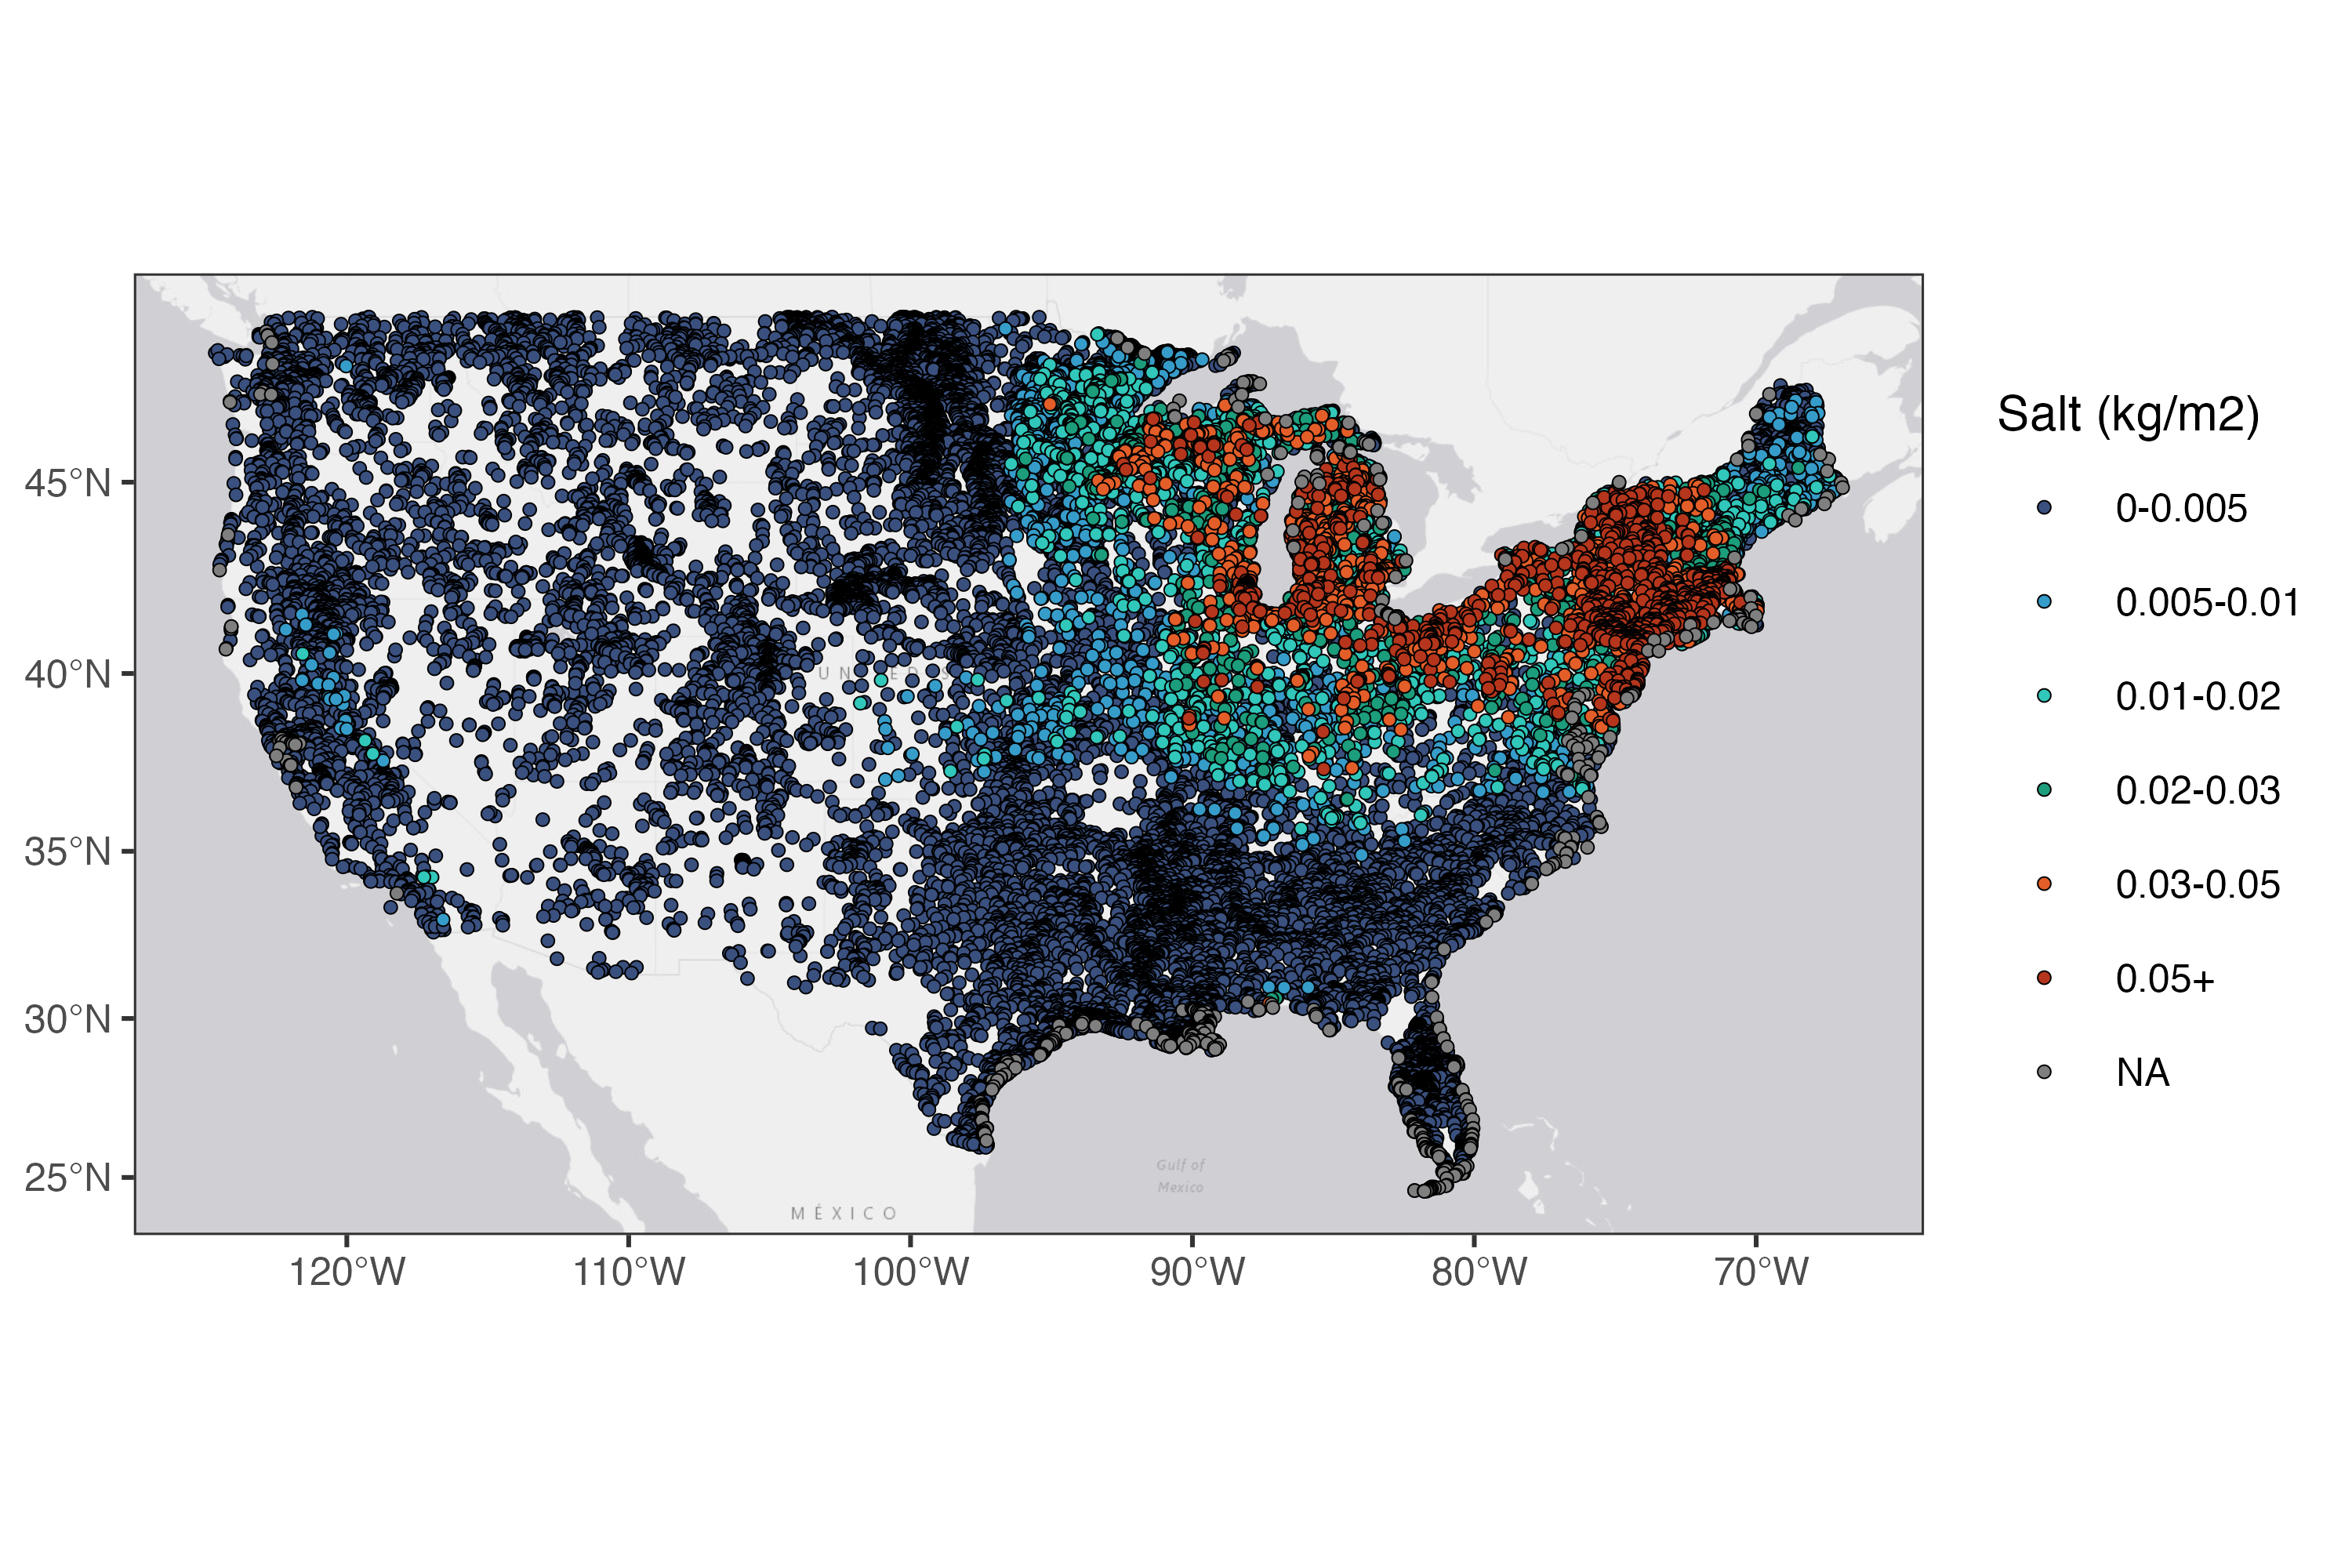 Salt (kg/m2)
0-0.005
0.005-0.01
0.01-0.02
0.02-0.03
0.03-0.05
0.05+
NA
45°N
40°N
35°N
30°N
25°N
U N E S
Gulf of
Mexico
MÉXICO
120°W 110°W 100°W 90°W 80°W 70°W